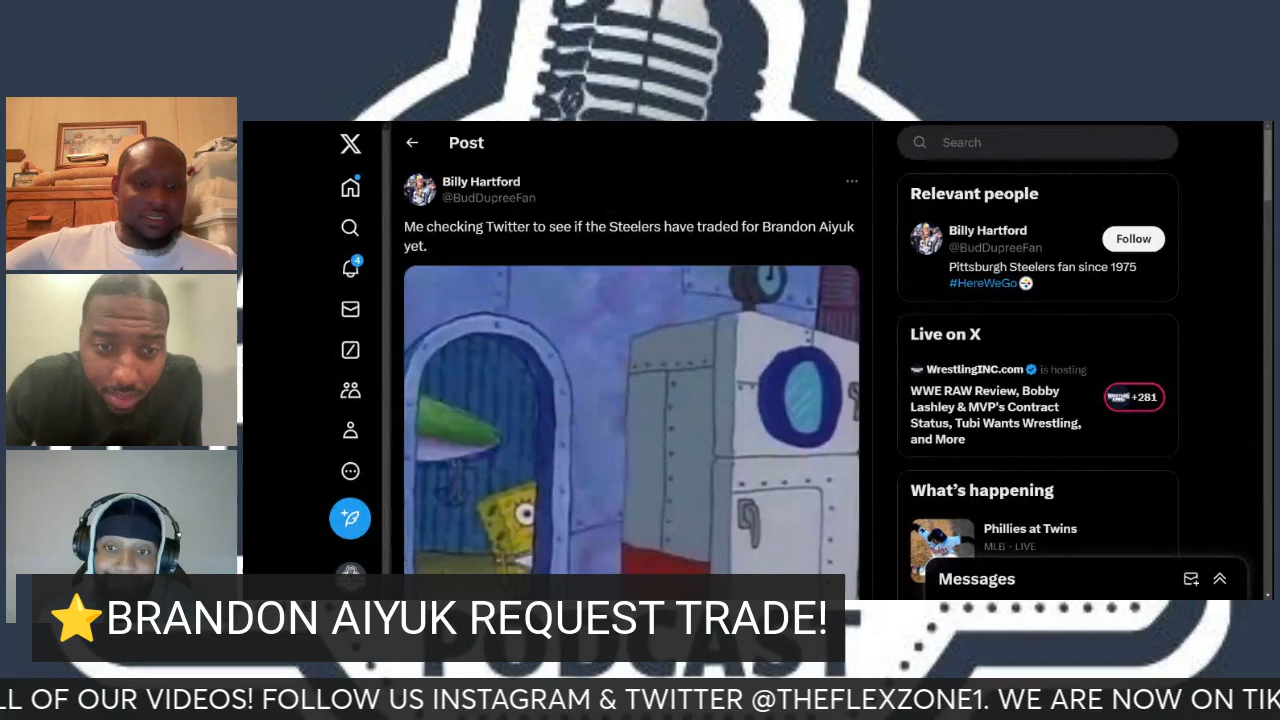 Post
Search
Billy Hartford
@BudDupreeFan
Me checking Twitter to see if the Steelers have traded for Brandon Aiyuk
yet.
Relevant people
Billy Hartford
@BudDupreeFan
Follow
Pittsburgh Steelers fan since 1975
#HereWeGo
4
Live on X
WrestlingINC.com is hosting
WWE RAW Review, Bobby
Lashley & MVP's Contract
Status, Tubi Wants Wrestling,
and More
+281
What's happening
Phillies at Twins
MLB · LIVE
Messages
⭐BRANDON AIYUK REQUEST TRADE!
PODCAST
LL OF OUR VIDEOS! FOLLOW US INSTAGRAM & TWITTER @THEFLEXZONE1. WE ARE NOW ON TIK